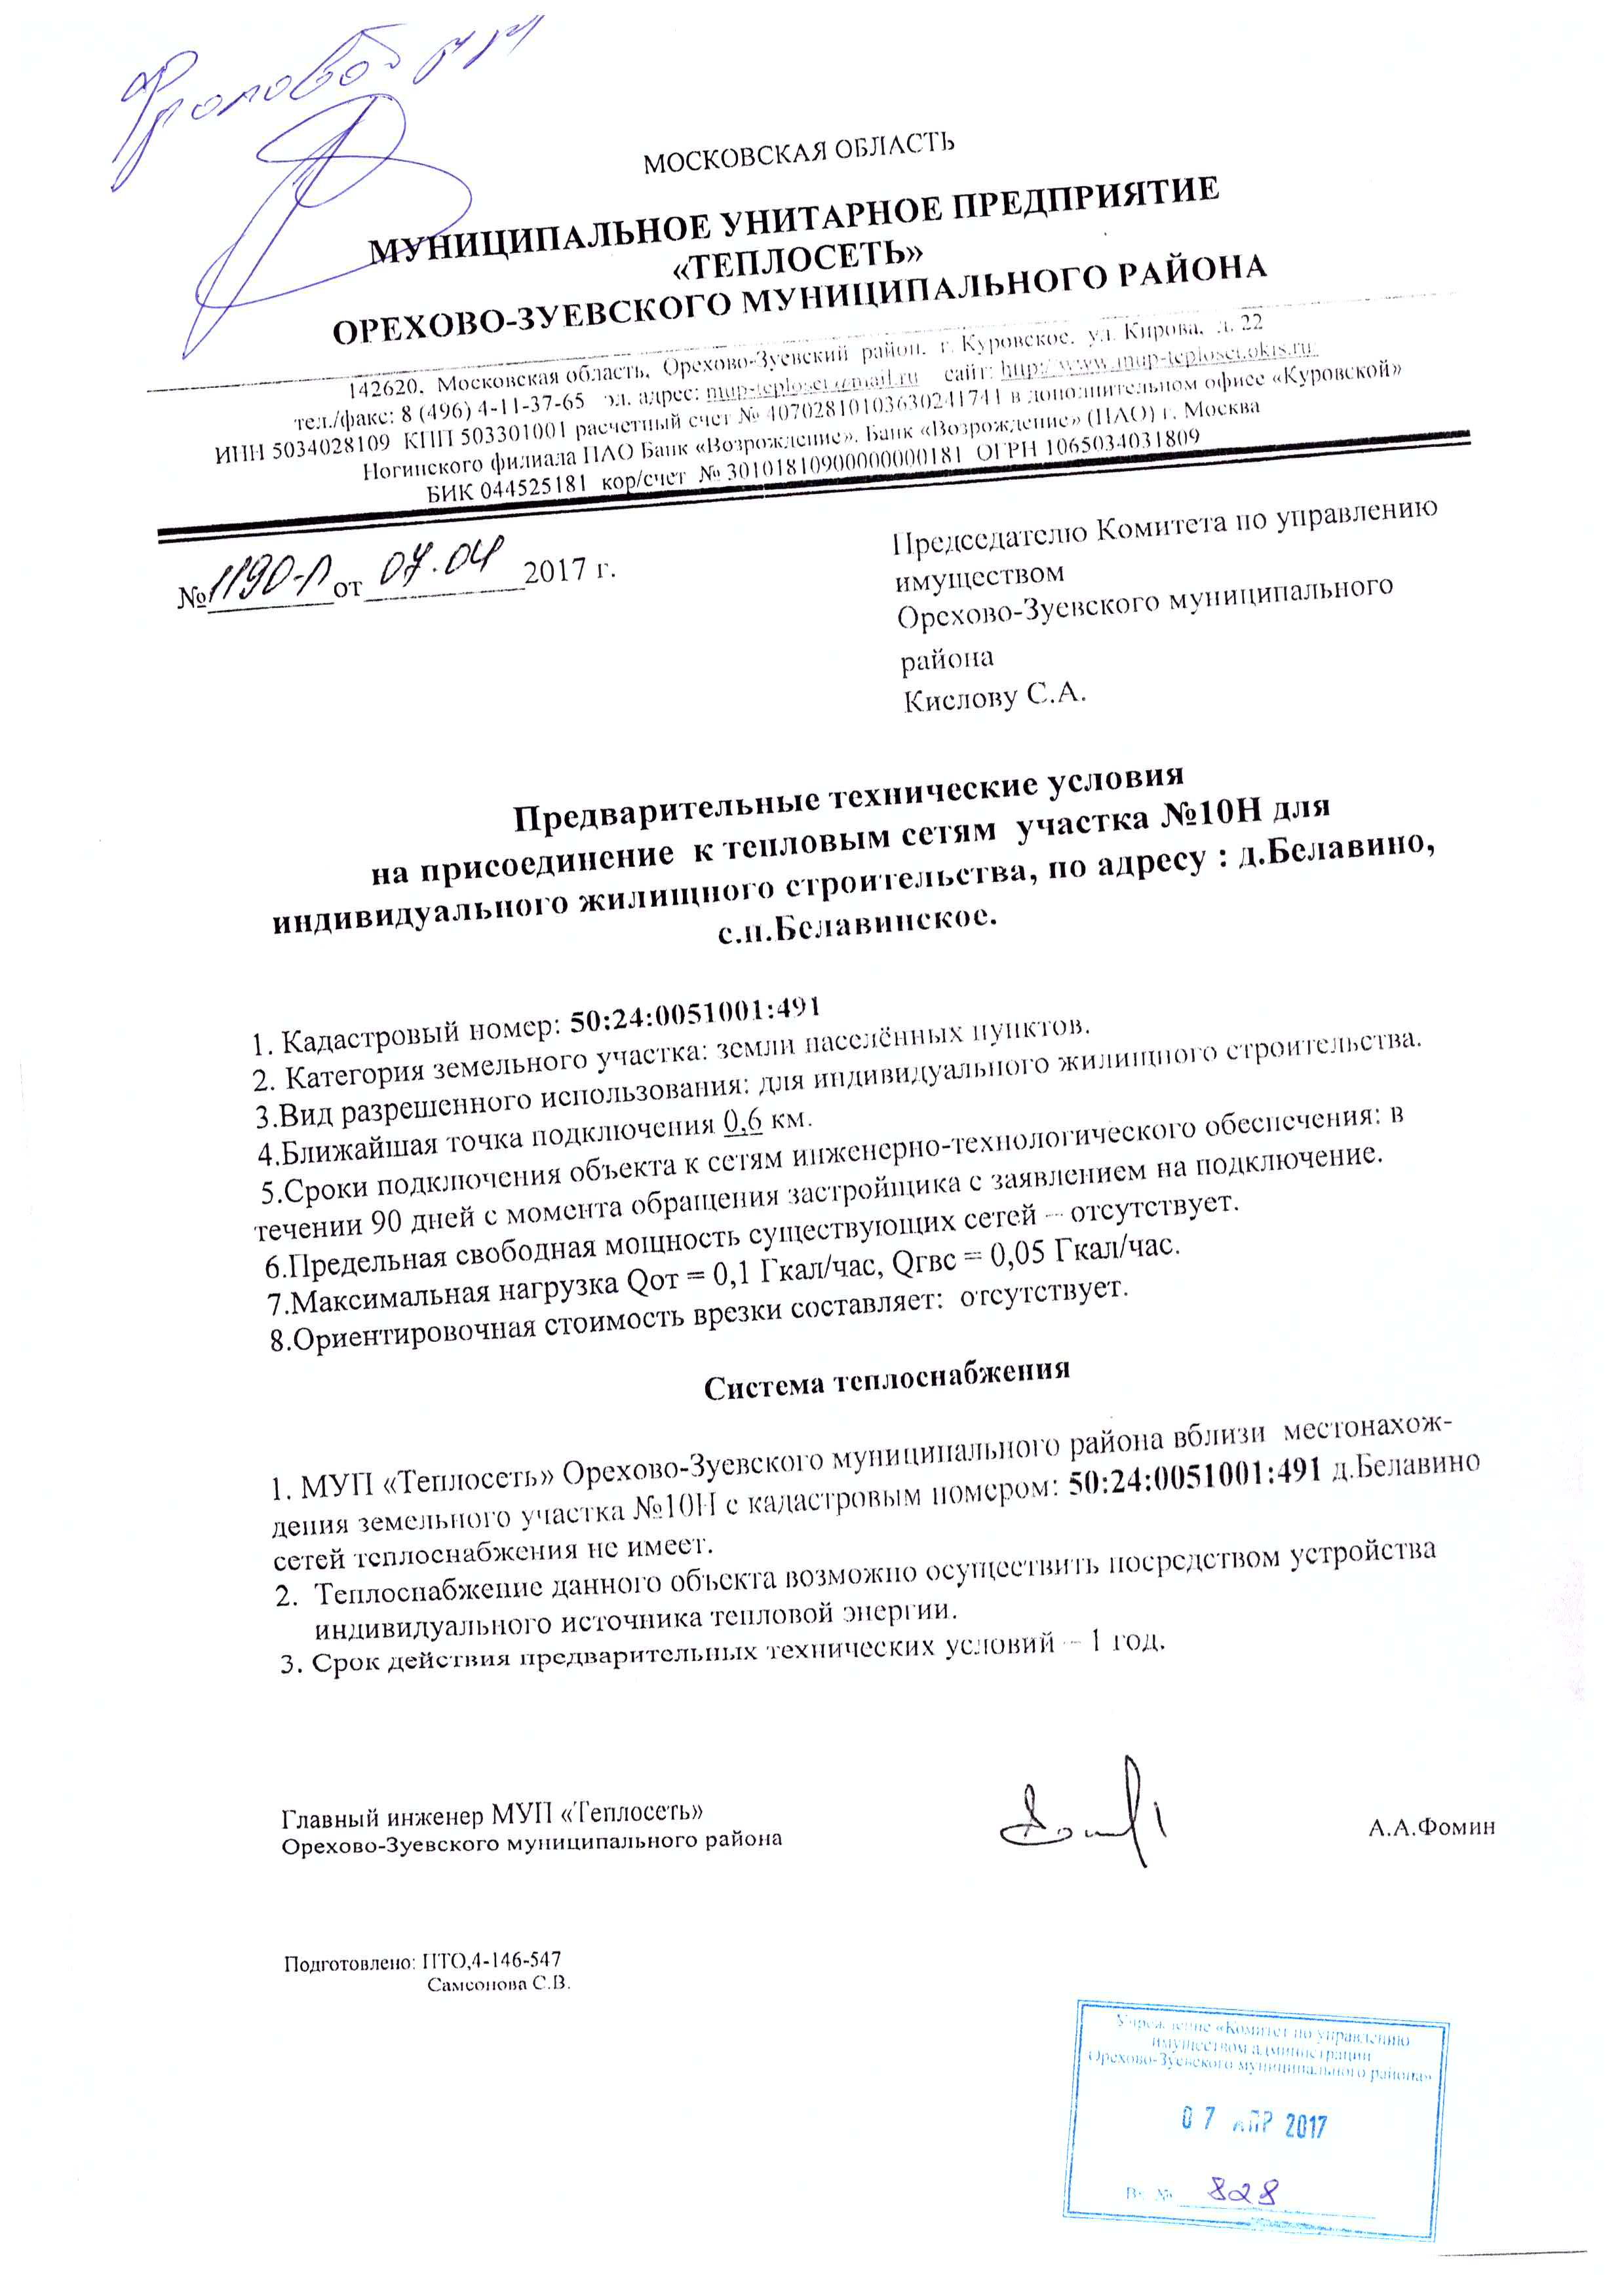 Фроловой
МОСКОВСКАЯ ОБЛАСТЬ
МУНИЦИПАЛЬНОЕ УНИТАРНОЕ ПРЕДПРИЯТИЕ
«ТЕПЛОСЕТЬ»
ОРЕХОВО-ЗУЕВСКОГО МУНИЦИПАЛЬНОГО РАЙОНА
142620, Московская область, Орехово-Зуевский район, г. Куровское, ул. Кирова, д. 22
тел./факс: 8 (496) 4-11-37-65 эл. адрес: mup-teploset@mail.ru сайт: http://www.mup-teploset.okis.ru/
ИНН 5034028109 КПП 503301001 расчетный счет № 40702810103630241741 в дополнительном офисе «Куровской»
Ногинского филиала ПАО Банк «Возрождение». Банк «Возрождение» (ПАО) г. Москва
БИК 044525181 кор/счет № 30101810900000000181 ОГРН 1065034031809
№1190-Л от 07.04 2017 г.
Председателю Комитета по управлению
имуществом
Орехово-Зуевского муниципального
района
Кислову С.А.
Предварительные технические условия
на присоединение к тепловым сетям участка №10Н для
индивидуального жилищного строительства, по адресу : д.Белавино,
с.п.Белавинское.
1. Кадастровый номер: 50:24:0051001:491
2. Категория земельного участка: земли населённых пунктов.
3.Вид разрешенного использования: для индивидуального жилищного строительства.
4.Ближайшая точка подключения 0,6 км.
5.Сроки подключения объекта к сетям инженерно-технологического обеспечения: в
течении 90 дней с момента обращения застройщика с заявлением на подключение.
6.Предельная свободная мощность существующих сетей – отсутствует.
7.Максимальная нагрузка Qот = 0,1 Гкал/час, Qгвс = 0,05 Гкал/час.
8.Ориентировочная стоимость врезки составляет: отсутствует.
Система теплоснабжения
1. МУП «Теплосеть» Орехово-Зуевского муниципального района вблизи местонахож-
дения земельного участка №10Н с кадастровым номером: 50:24:0051001:491 д.Белавино
сетей теплоснабжения не имеет.
2. Теплоснабжение данного объекта возможно осуществить посредством устройства
индивидуального источника тепловой энергии.
3. Срок действия предварительных технических условий – 1 год.
Главный инженер МУП «Теплосеть»
Орехово-Зуевского муниципального района
А.А.Фомин
Подготовлено: ПТО,4-146-547
Самсонова С.В.
Учреждение «Комитет по управлению
имуществом администрации
Орехово-Зуевского муниципального района»
07 АПР 2017
Вх. № 828